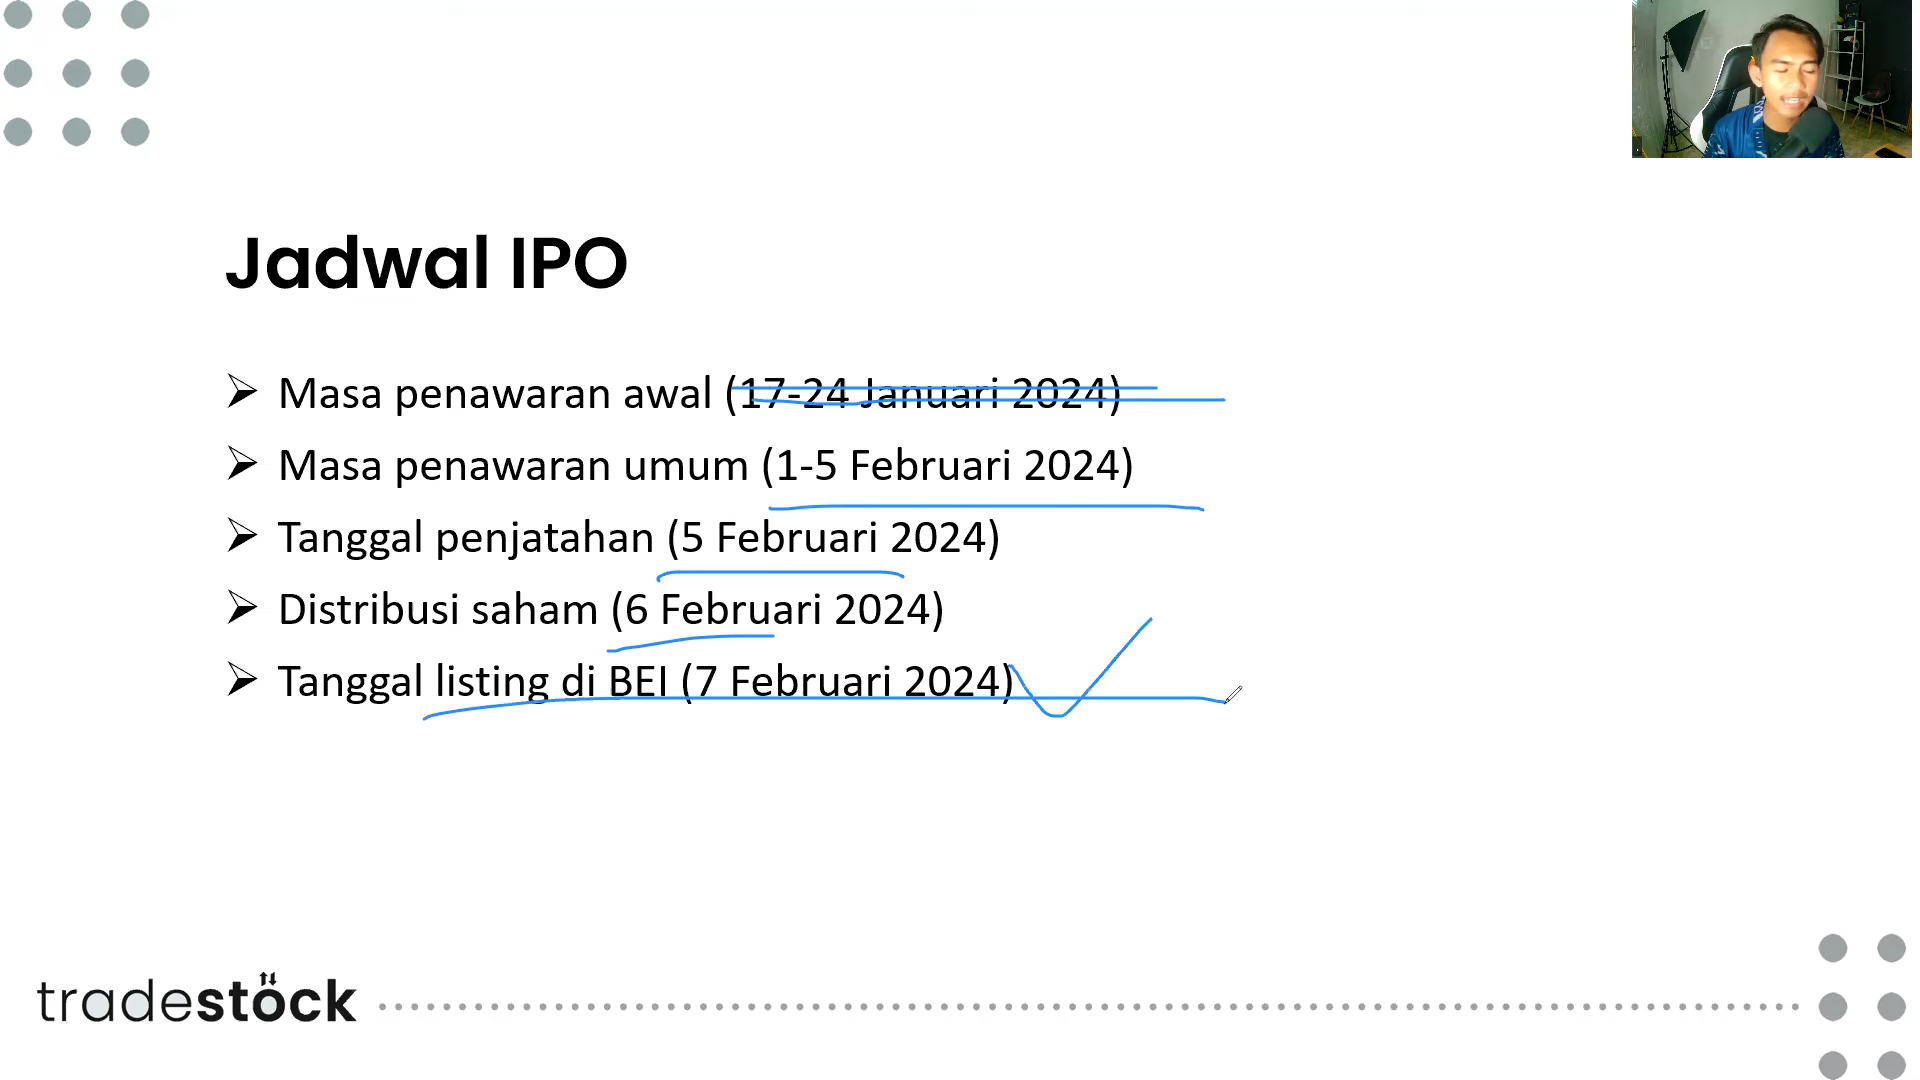 Jadwal IPO
Masa penawaran awal (17-24 Januari 2024)
Masa penawaran umum (1-5 Februari 2024)
Tanggal penjatahan (5 Februari 2024)
Distribusi saham (6 Februari 2024)
Tanggal listing di BEI (7 Februari 2024)
tradestock